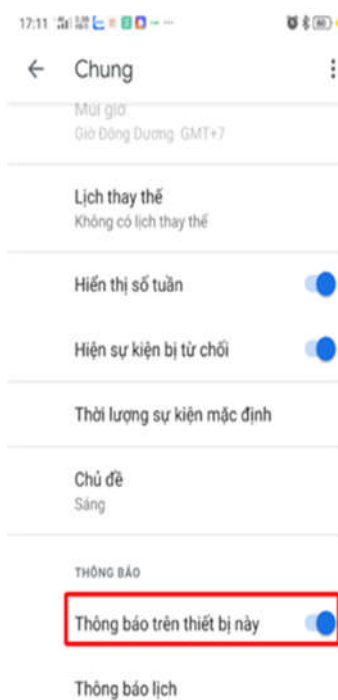 17:11
Chung
Múi giờ
Giờ Đông Dương GMT+7
Lịch thay thế
Không có lịch thay thế
Hiển thị số tuần
Hiện sự kiện bị từ chối
Thời lượng sự kiện mặc định
Chủ đề
Sáng
THÔNG BÁO
Thông báo trên thiết bị này
Thông báo lịch